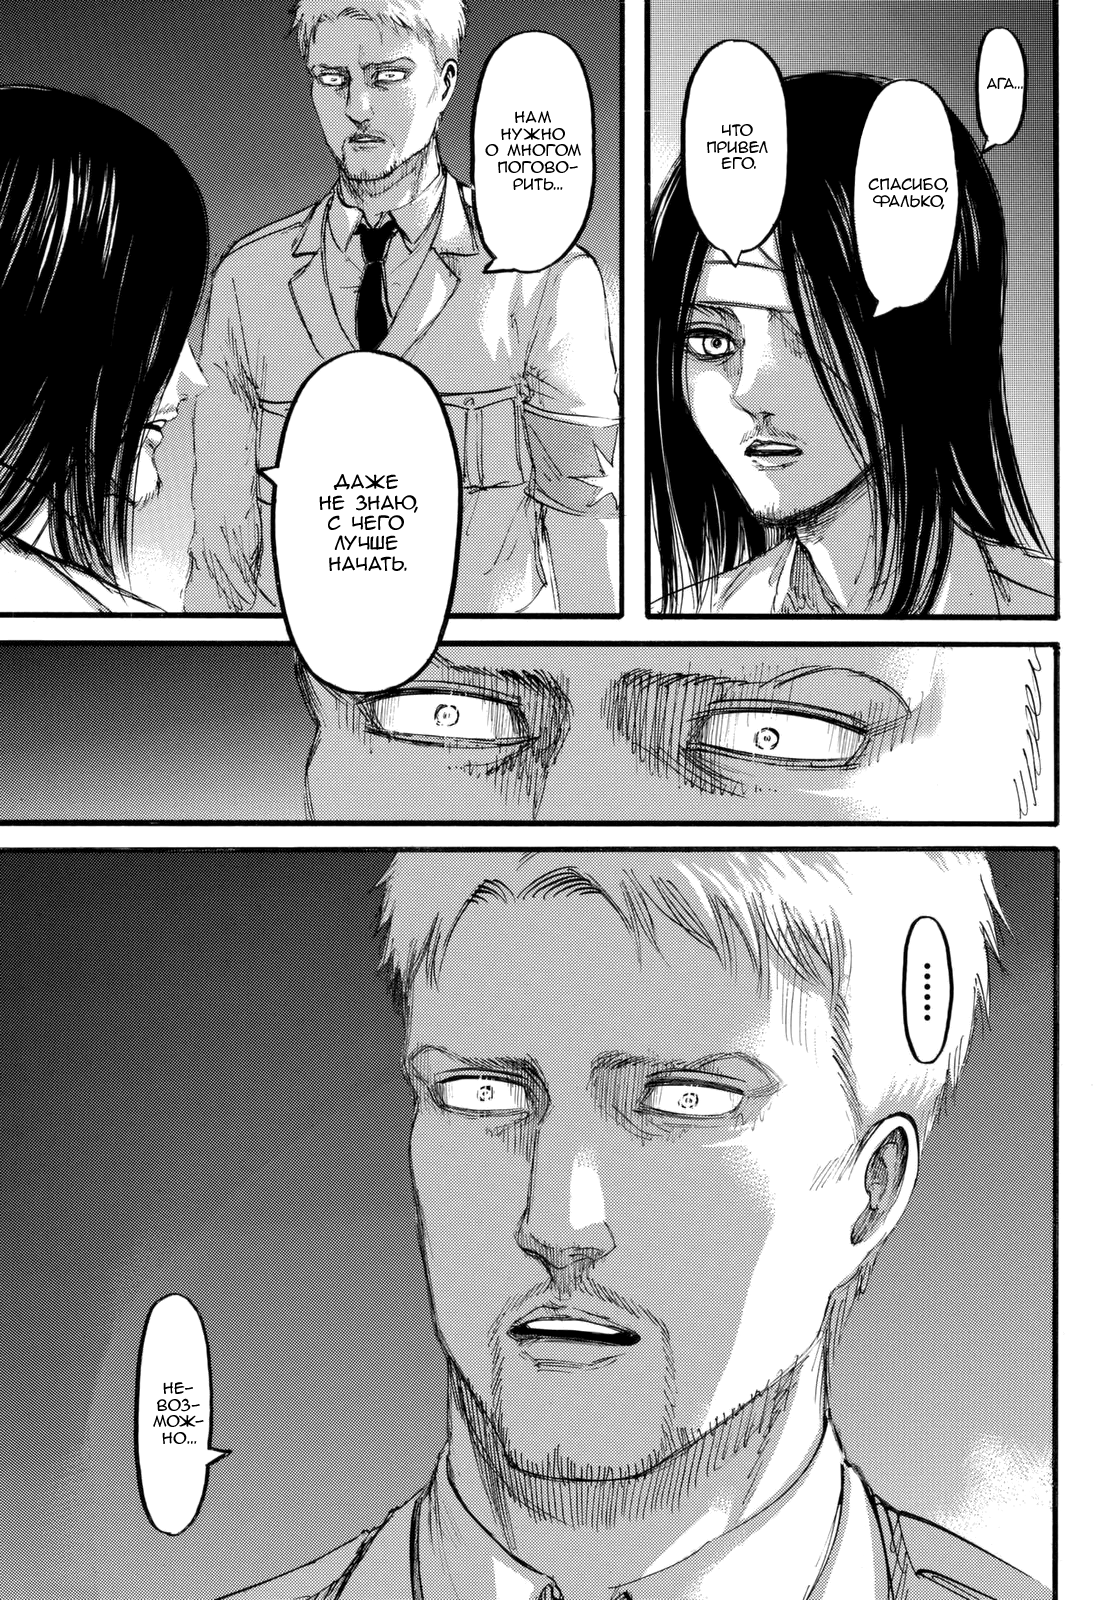 АГА...
СПАСИБО,
ФАЛЬКО,
ЧТО
ПРИВЕЛ
ЕГО.
НАМ
НУЖНО
О МНОГОМ
ПОГОВО-
РИТЬ...
ДАЖЕ
НЕ ЗНАЮ,
С ЧЕГО
ЛУЧШЕ
НАЧАТЬ.
......
НЕ-
ВОЗ-
МОЖ-
НО...